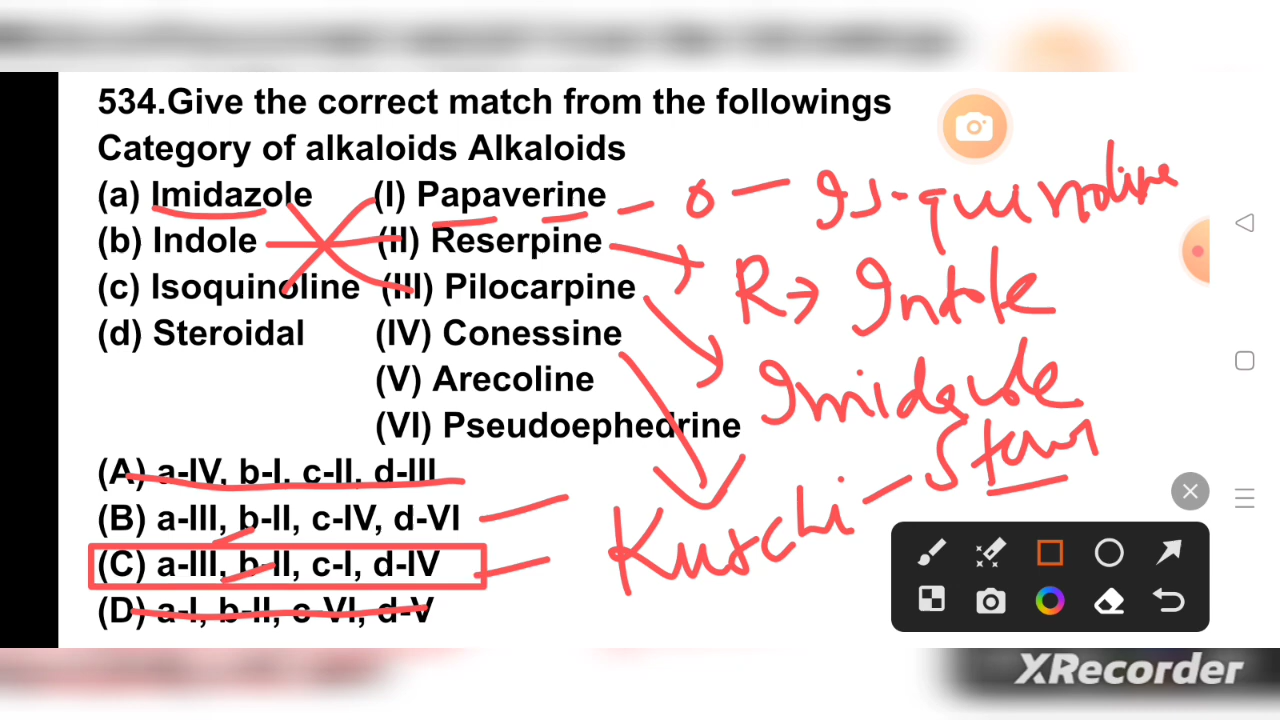 534.Give the correct match from the followings
Category of alkaloids Alkaloids
(a) Imidazole (I) Papaverine - o - Is-quinoline
(b) Indole (II) Reserpine
(c) Isoquinoline (III) Pilocarpine R → Indole
(d) Steroidal (IV) Conessine
(V) Arecoline Imidazole
(VI) Pseudoephedrine
(A) a-IV, b-I, c-II, d-III
(B) a-III, b-II, c-IV, d-VI Kurchi -
(C) a-III, b-II, c-I, d-IV
(D) a-I, b-II, c-VI, d-V
XRecorder